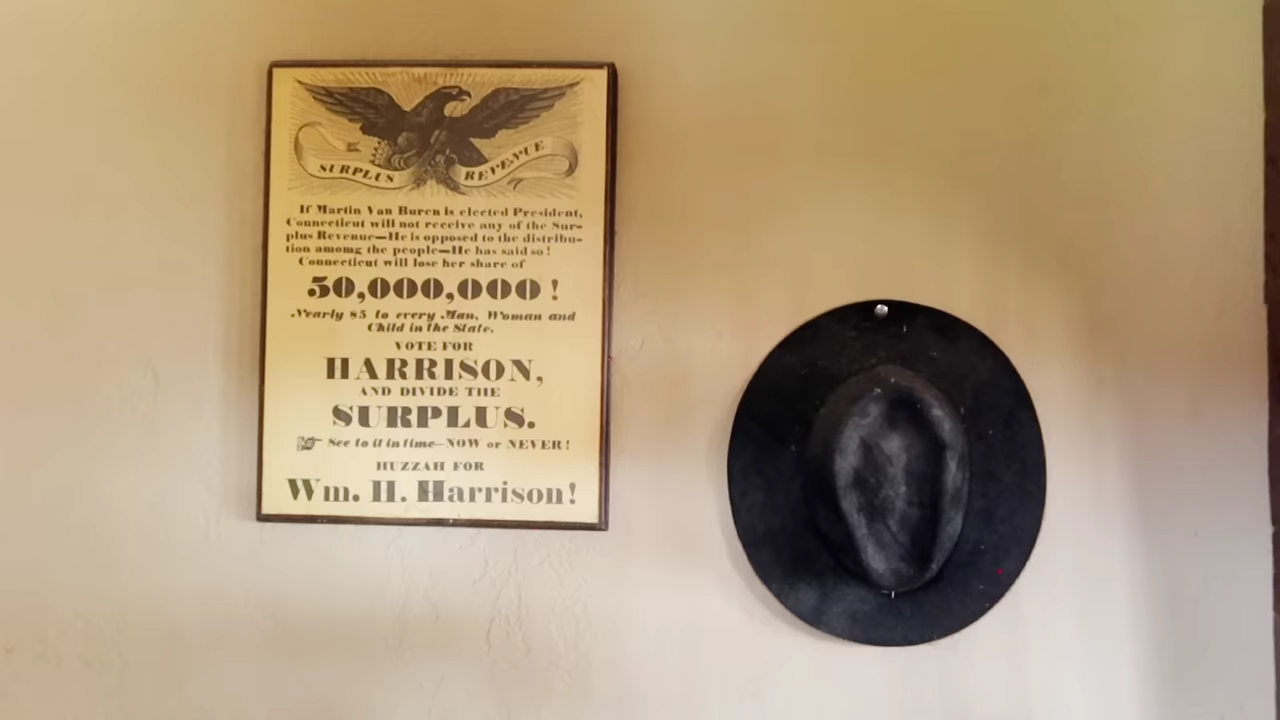 SURPLUS REVENUE
If Martin Van Buren is elected President,
Connecticut will not receive any of the Sur-
plus Revenue—He is opposed to the distribu-
tion among the people—He has said so!
Connecticut will lose her share of
50,000,000!
Nearly $5 to every Man, Woman and
Child in the State.
VOTE FOR
HARRISON,
AND DIVIDE THE
SURPLUS.
See to it in time—NOW or NEVER!
HUZZAH FOR
Wm. H. Harrison!